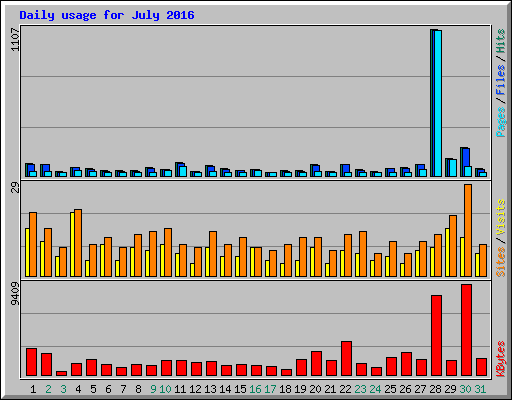 Daily usage for July 2016
1107
Pages / Files / Hits
29
Sites / Visits
9409
KBytes
1 2 3 4 5 6 7 8 9 10 11 12 13 14 15 16 17 18 19 20 21 22 23 24 25 26 27 28 29 30 31